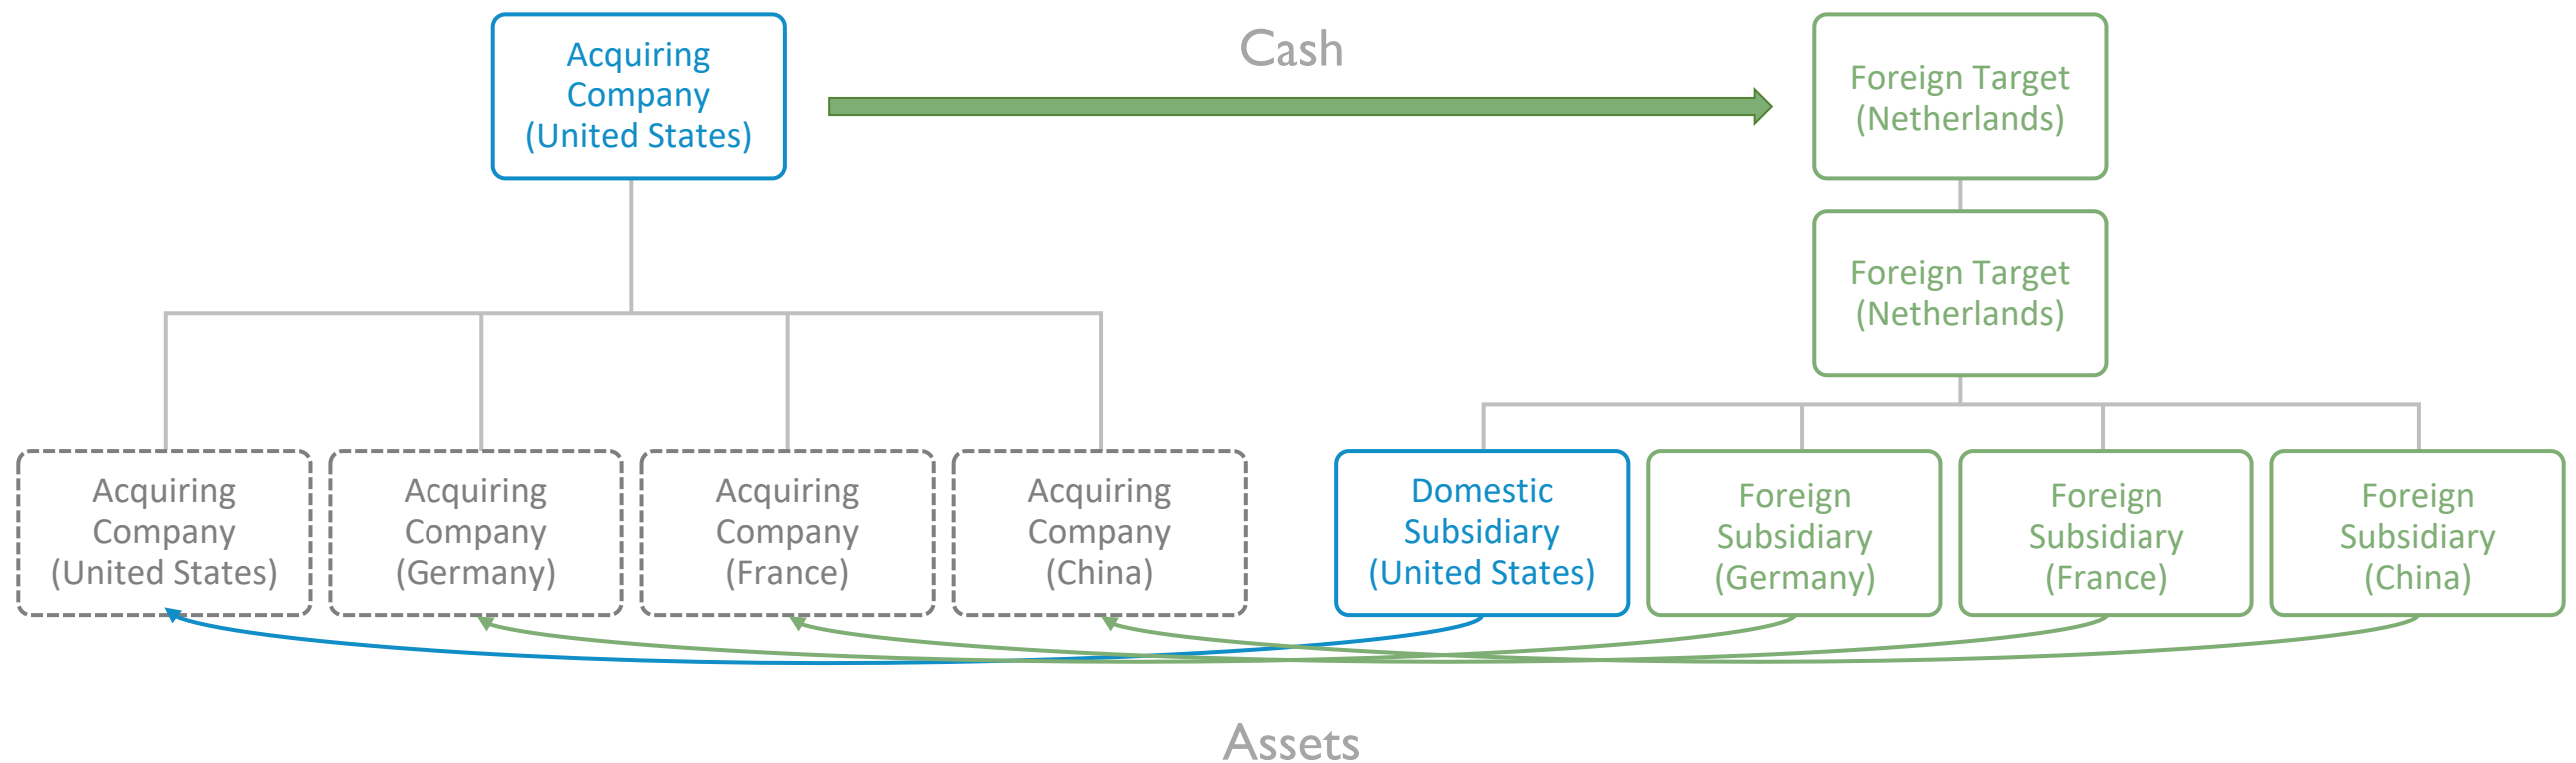 Acquiring
Company
(United States)
Cash
Foreign Target
(Netherlands)
Foreign Target
(Netherlands)
Acquiring
Company
(United States)
Acquiring
Company
(Germany)
Acquiring
Company
(France)
Acquiring
Company
(China)
Domestic
Subsidiary
(United States)
Foreign
Subsidiary
(Germany)
Foreign
Subsidiary
(France)
Foreign
Subsidiary
(China)
Assets